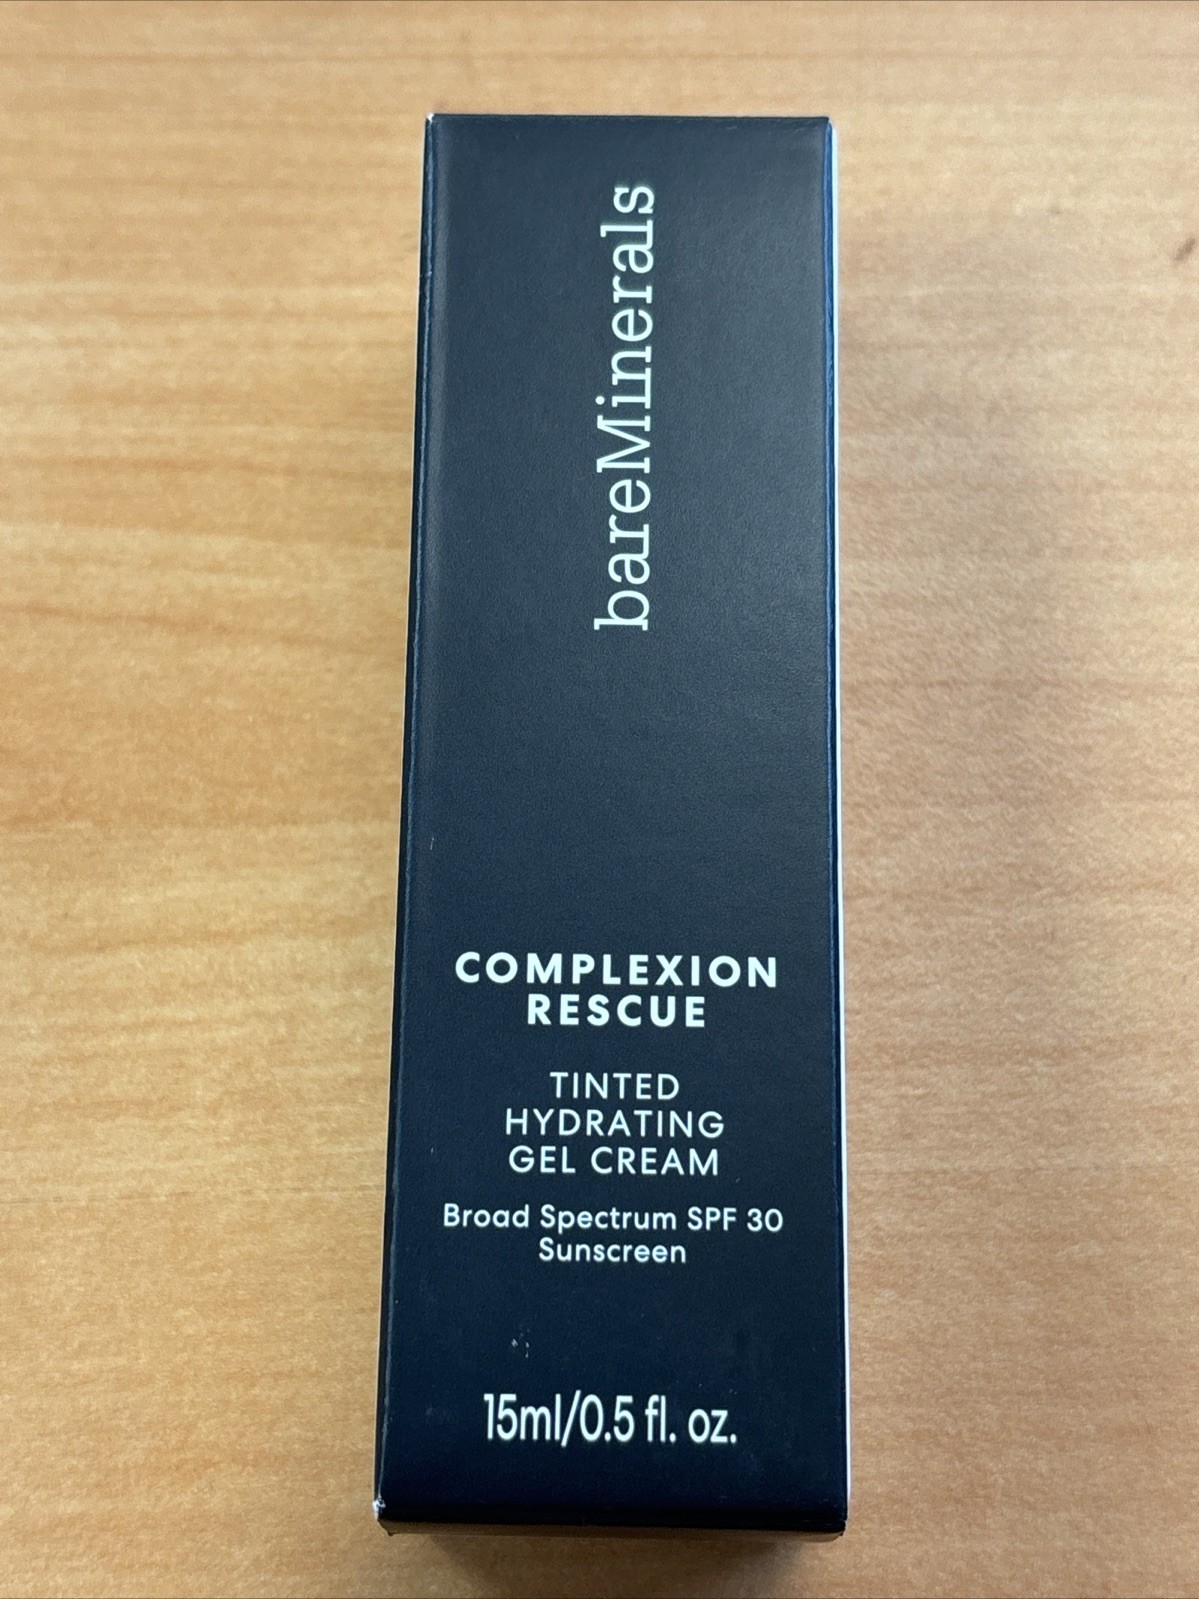 bareMinerals
COMPLEXION
RESCUE
TINTED
HYDRATING
GEL CREAM
Broad Spectrum SPF 30
Sunscreen
15ml/0.5 fl. oz.